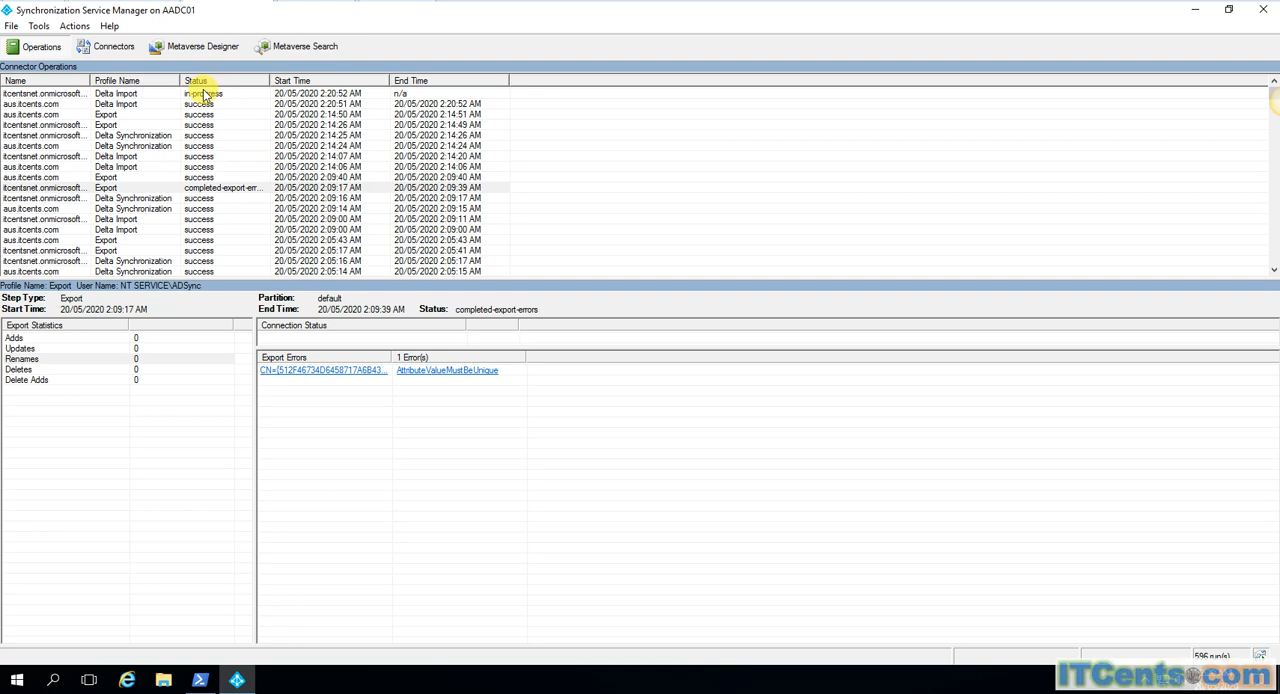 Synchronization Service Manager on AADC01
File Tools Actions Help
Operations Connectors Metaverse Designer Metaverse Search
Connector Operations
Name Profile Name Status Start Time End Time
itcentsnet.onmicrosoft... Delta Import in-progress 20/05/2020 2:20:52 AM n/a
aus.itcents.com Delta Import success 20/05/2020 2:20:51 AM 20/05/2020 2:20:52 AM
aus.itcents.com Export success 20/05/2020 2:14:50 AM 20/05/2020 2:14:51 AM
itcentsnet.onmicrosoft... Export success 20/05/2020 2:14:26 AM 20/05/2020 2:14:49 AM
itcentsnet.onmicrosoft... Delta Synchronization success 20/05/2020 2:14:25 AM 20/05/2020 2:14:26 AM
aus.itcents.com Delta Synchronization success 20/05/2020 2:14:24 AM 20/05/2020 2:14:24 AM
itcentsnet.onmicrosoft... Delta Import success 20/05/2020 2:14:07 AM 20/05/2020 2:14:20 AM
aus.itcents.com Delta Import success 20/05/2020 2:14:06 AM 20/05/2020 2:14:06 AM
aus.itcents.com Export success 20/05/2020 2:09:40 AM 20/05/2020 2:09:40 AM
itcentsnet.onmicrosoft... Export completed-export-err... 20/05/2020 2:09:17 AM 20/05/2020 2:09:39 AM
itcentsnet.onmicrosoft... Delta Synchronization success 20/05/2020 2:09:16 AM 20/05/2020 2:09:17 AM
aus.itcents.com Delta Synchronization success 20/05/2020 2:09:14 AM 20/05/2020 2:09:15 AM
itcentsnet.onmicrosoft... Delta Import success 20/05/2020 2:09:00 AM 20/05/2020 2:09:11 AM
aus.itcents.com Delta Import success 20/05/2020 2:09:00 AM 20/05/2020 2:09:00 AM
aus.itcents.com Export success 20/05/2020 2:05:43 AM 20/05/2020 2:05:43 AM
itcentsnet.onmicrosoft... Export success 20/05/2020 2:05:17 AM 20/05/2020 2:05:41 AM
itcentsnet.onmicrosoft... Delta Synchronization success 20/05/2020 2:05:16 AM 20/05/2020 2:05:17 AM
aus.itcents.com Delta Synchronization success 20/05/2020 2:05:14 AM 20/05/2020 2:05:15 AM
Profile Name: Export User Name: NT SERVICE\ADSync
Step Type: Export Partition: default
Start Time: 20/05/2020 2:09:17 AM End Time: 20/05/2020 2:09:39 AM Status: completed-export-errors
Export Statistics Connection Status
Adds 0
Updates 0
Renames 0 Export Errors 1 Error(s)
Deletes 0 CN={512F46734D6458717A6B43... AttributeValueMustBeUnique
Delete Adds 0
596 run(s)
ITCents.com